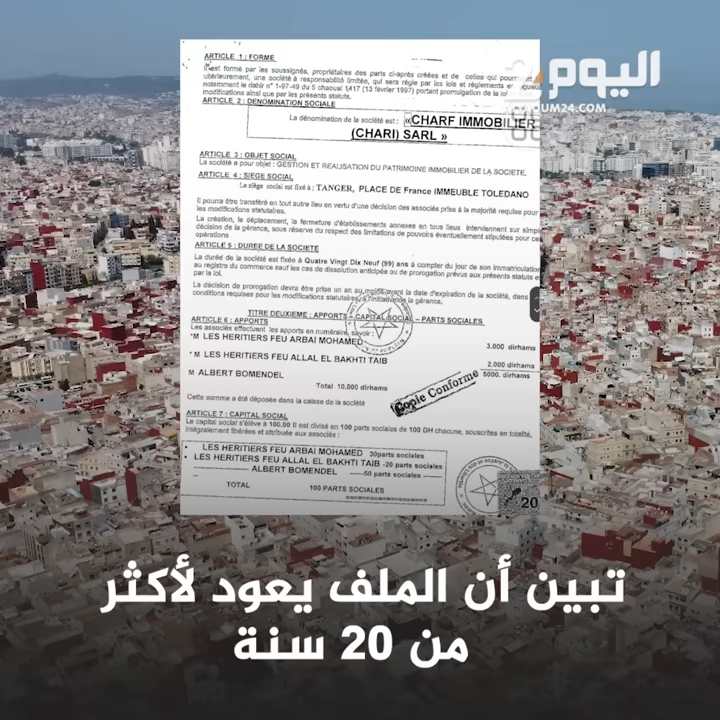 اليوم24
ALYAOUM24.COM
ARTICLE 1 : FORME
Il est formé par les soussignés, propriétaires des parts ci-après créées et de celles qui pourront
ultérieurement, une société à responsabilité limitée, qui sera régie par les lois et règlements en
notamment le dahir n° 1-97-49 du 5 chaoual 1417 (13 février 1997) portant promulgation de la loi
modifications ainsi que par les présents statuts.
ARTICLE 2 : DENOMINATION SOCIALE
La dénomination de la société est : «CHARF IMMOBILIER
(CHARI) SARL »
ARTICLE 3 : OBJET SOCIAL
La société a pour objet : GESTION ET REALISATION DU PATRIMOINE IMMOBILIER DE LA SOCIETE.
ARTICLE 4 : SIEGE SOCIAL
Le siège social est fixé à : TANGER, PLACE DE France IMMEUBLE TOLEDANO
Il pourra être transféré en tout autre lieu en vertu d'une décision des associés prise à la majorité requise pour
les modifications statutaires.
La création, le déplacement, la fermeture d'établissements annexes en tous lieux interviennent sur simple
décision de la gérance, sous réserve du respect des limitations de pouvoirs éventuellement stipulées pour ces
opérations
ARTICLE 5 : DUREE DE LA SOCIETE
La durée de la société est fixée à Quatre Vingt Dix Neuf (99) ans à compter du jour de son immatriculation
au registre du commerce sauf les cas de dissolution anticipée ou de prorogation prévus aux présents statuts et
par la loi.
La décision de prorogation devra être prise un an au moins avant la date d'expiration de la société, dans
conditions requises pour les modifications statutaires, à l'initiative de la gérance.
TITRE DEUXIEME : APPORTS – CAPITAL SOCIAL – PARTS SOCIALES
ARTICLE 6 : APPORTS
Les associés effectuent les apports en numéraire, savoir :
*M LES HERITIERS FEU ARBAI MOHAMED 3.000 dirhams
* M LES HERITIERS FEU ALLAL EL BAKHTI TAIB 2.000 dirhams
M ALBERT BOMENDEL 5000. dirhams
Total 10.000 dirhams
Copie Conforme
Cette somme a été déposée dans la caisse de la société
ARTICLE 7 : CAPITAL SOCIAL
Le capital social s'élève à 100.00 Il est divisé en 100 parts sociales de 100 DH chacune, souscrites en totalité,
intégralement libérées et attribuée aux associés :
LES HERITIERS FEU ARBAI MOHAMED 30parts sociales
• LES HERITIERS FEU ALLAL EL BAKHTI TAIB -20 parts sociales
ALBERT BOMENDEL ------50 parts sociales
TOTAL 100 PARTS SOCIALES
20
تبين أن الملف يعود لأكثر
من 20 سنة